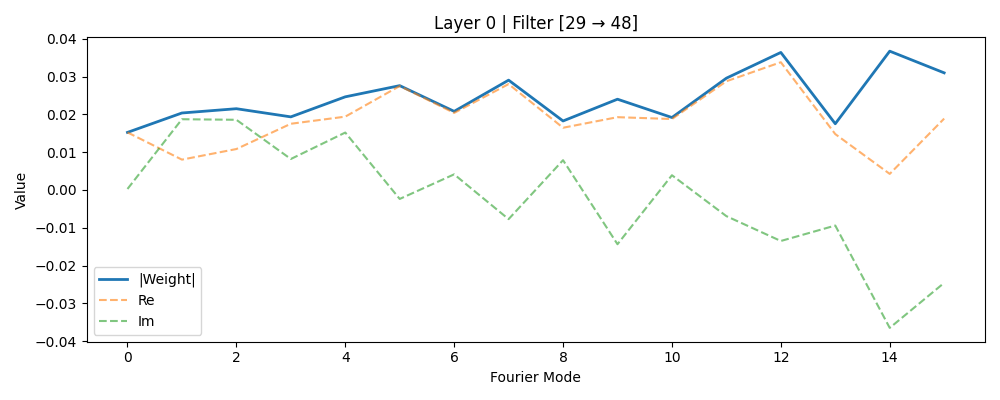 Layer 0 | Filter [29 → 48]
Value
0.04
0.03
0.02
0.01
0.00
−0.01
−0.02
−0.03
−0.04
|Weight|
Re
Im
0 2 4 6 8 10 12 14
Fourier Mode